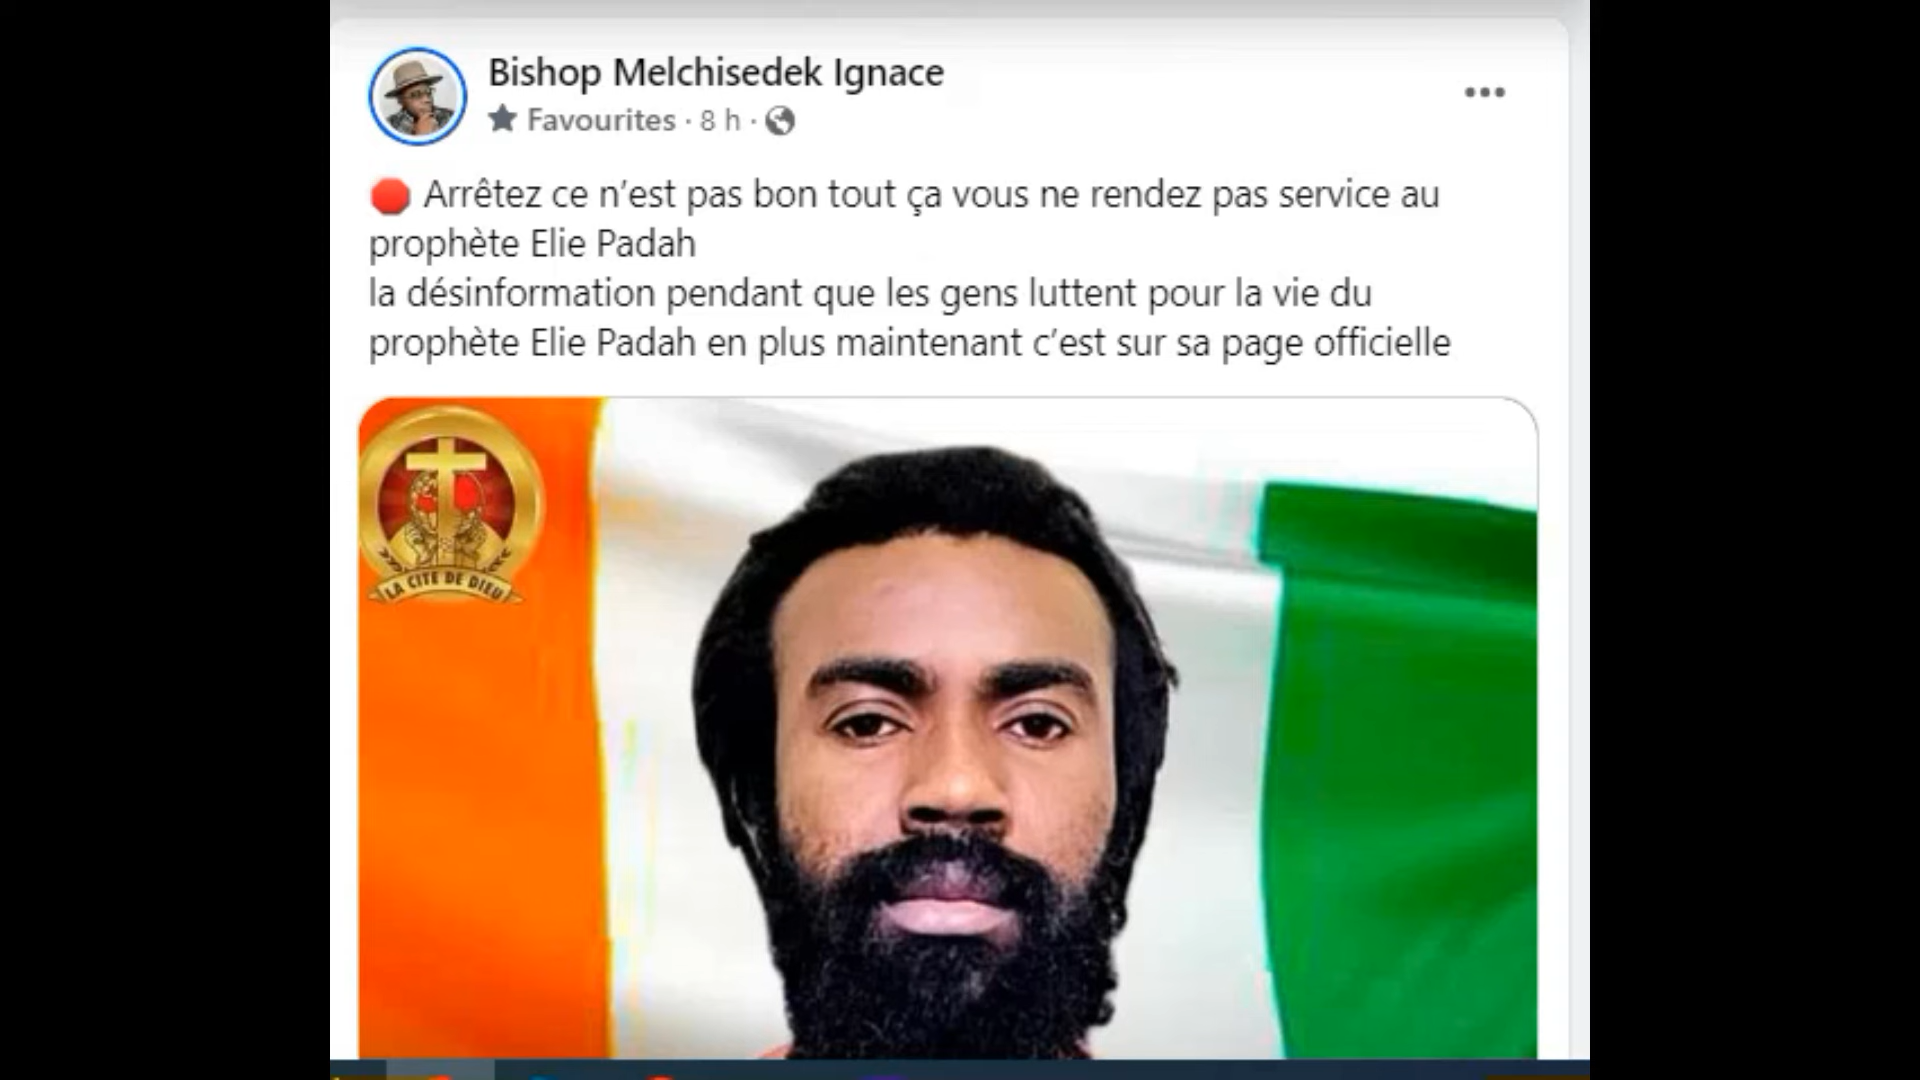 Bishop Melchisedek Ignace
Favourites · 8 h ·
Arrêtez ce n’est pas bon tout ça vous ne rendez pas service au
prophète Elie Padah
la désinformation pendant que les gens luttent pour la vie du
prophète Elie Padah en plus maintenant c’est sur sa page officielle
LA CITE DE DIEU